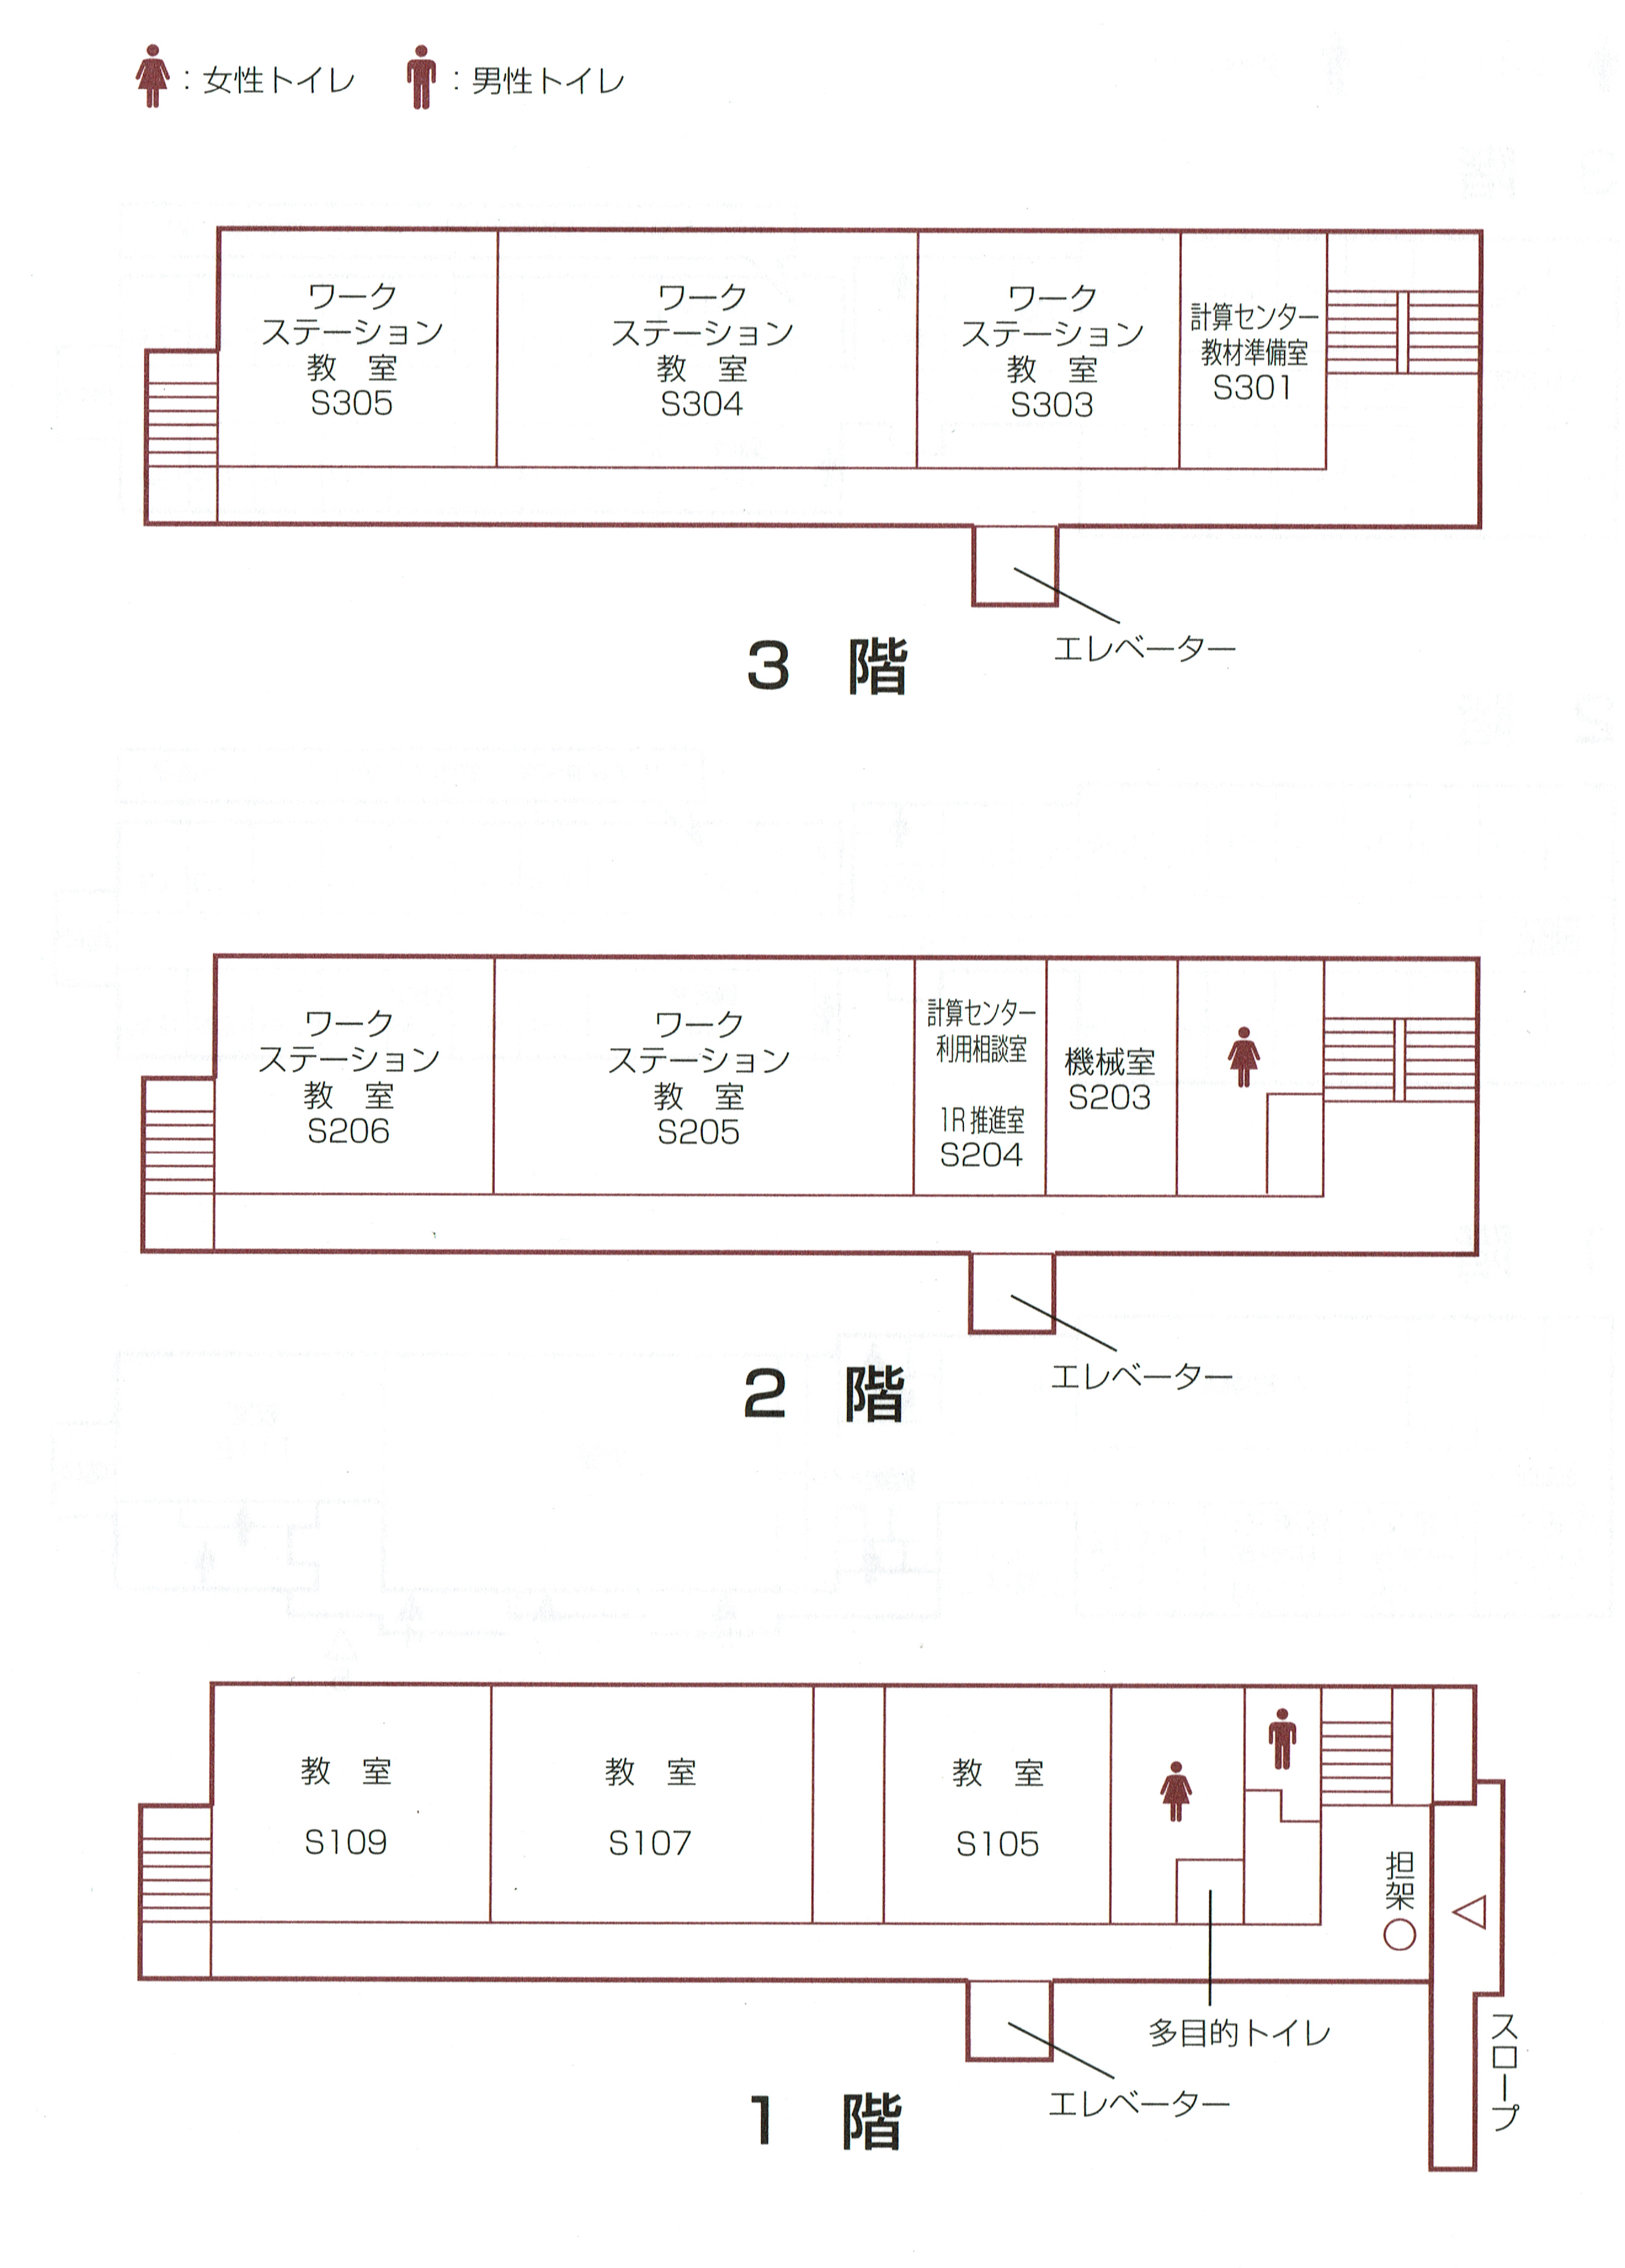 ：女性トイレ　：男性トイレ
ワーク
ステーション
教　室
S305
ワーク
ステーション
教　室
S304
ワーク
ステーション
教　室
S303
計算センター
教材準備室
S301
エレベーター
3　階
ワーク
ステーション
教　室
S206
ワーク
ステーション
教　室
S205
計算センター
利用相談室
1R推進室
S204
機械室
S203
エレベーター
2　階
教　室
S109
教　室
S107
教　室
S105
担架
多目的トイレ
スロープ
エレベーター
1　階